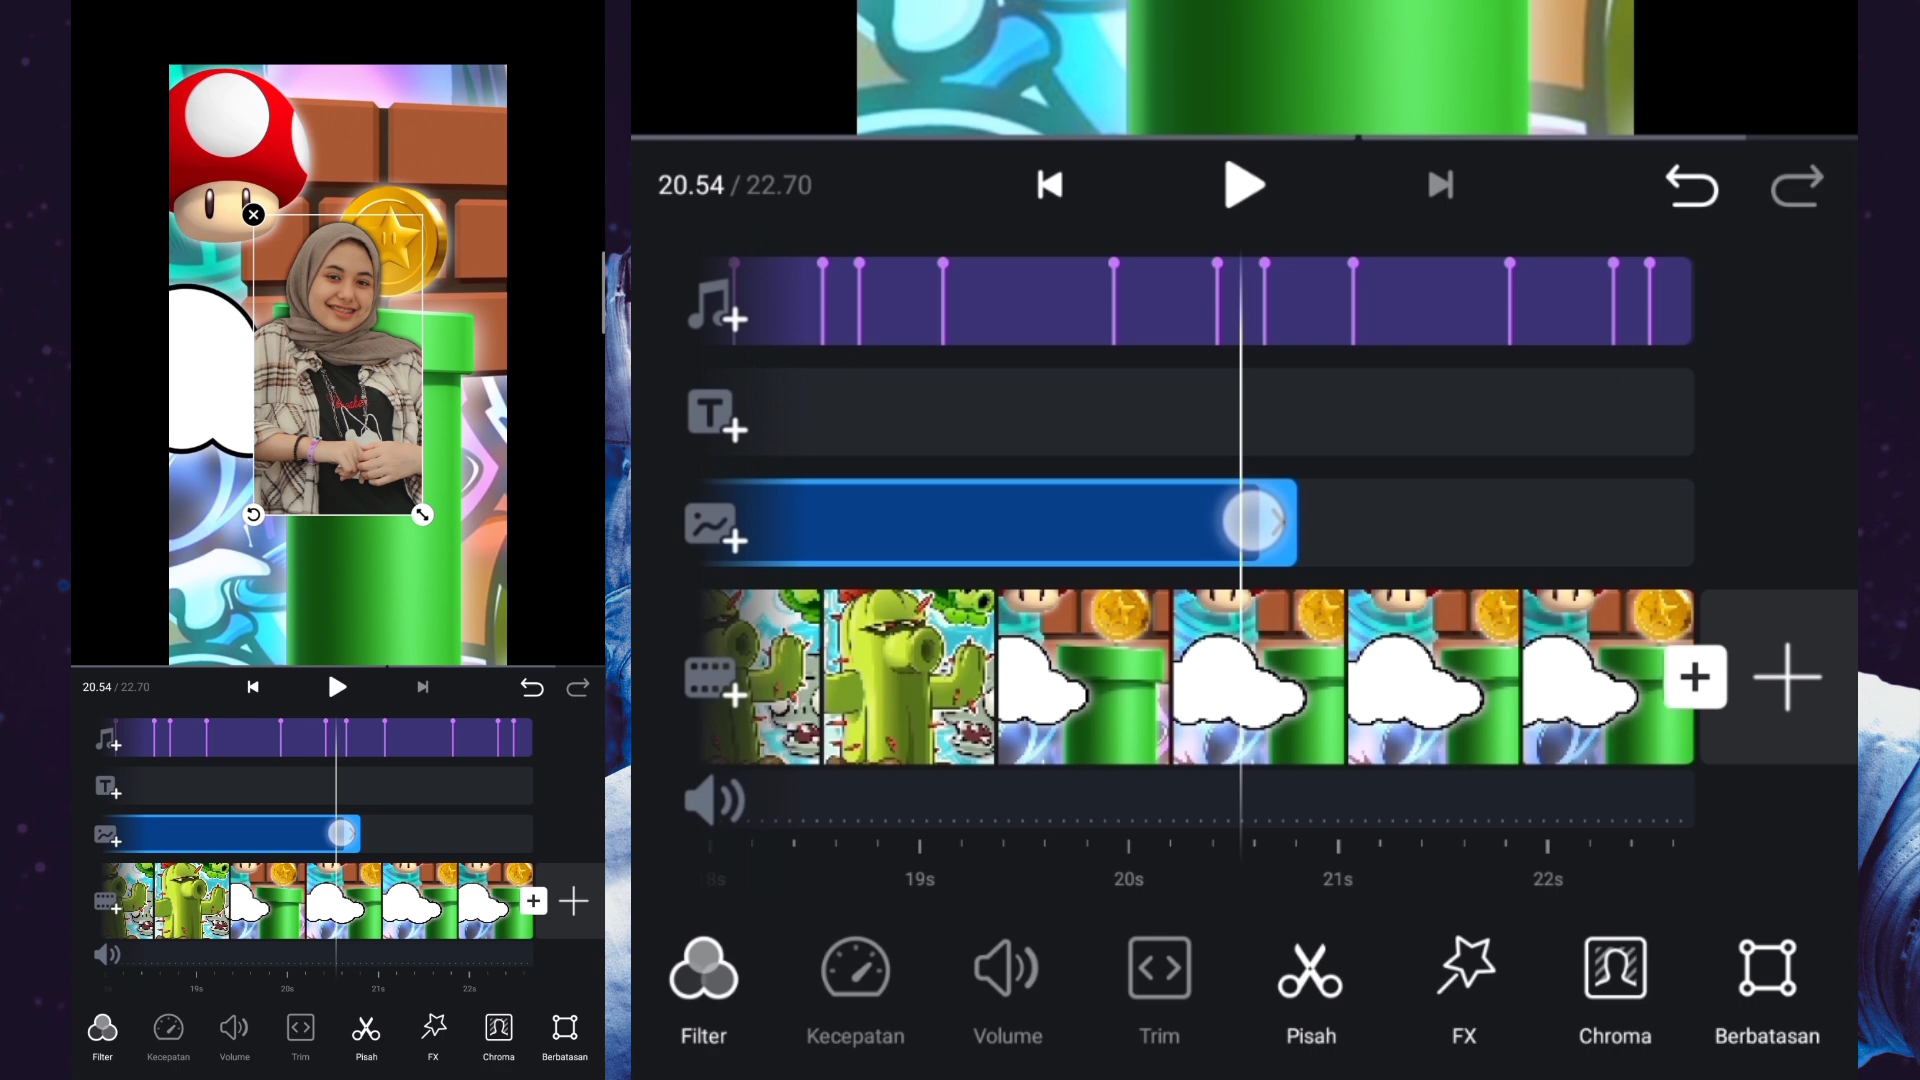 20.54 / 22.70
19s 20s 21s 22s
Filter Kecepatan Volume Trim Pisah FX Chroma Berbatasan
20.54 / 22.70
18s 19s 20s 21s 22s
Filter Kecepatan Volume Trim Pisah FX Chroma Berbatasan